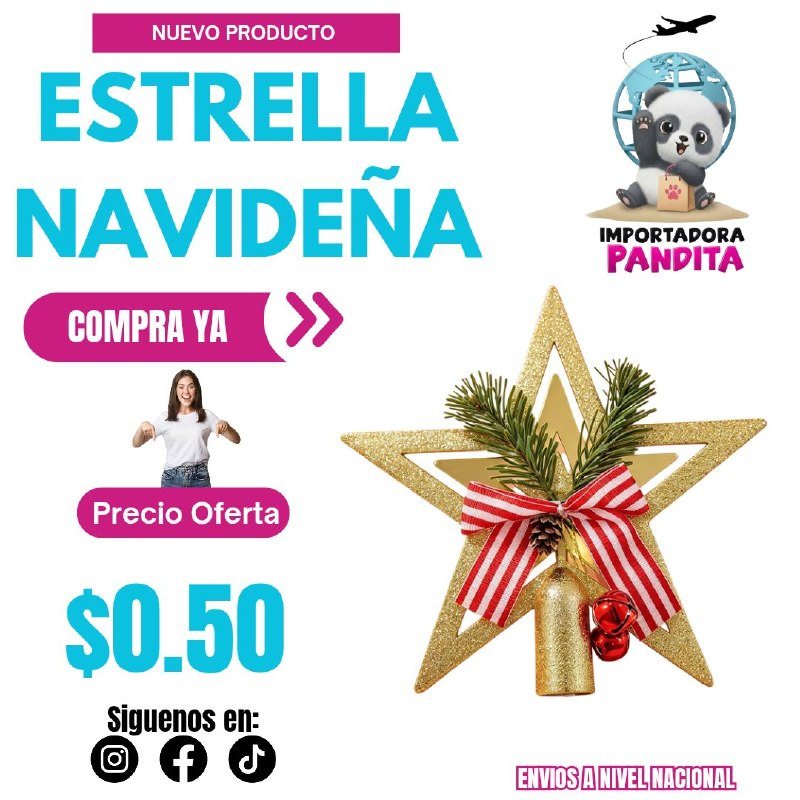 NUEVO PRODUCTO
ESTRELLA
NAVIDEÑA
IMPORTADORA
PANDITA
COMPRA YA
Precio Oferta
$0.50
Siguenos en:
ENVIOS A NIVEL NACIONAL